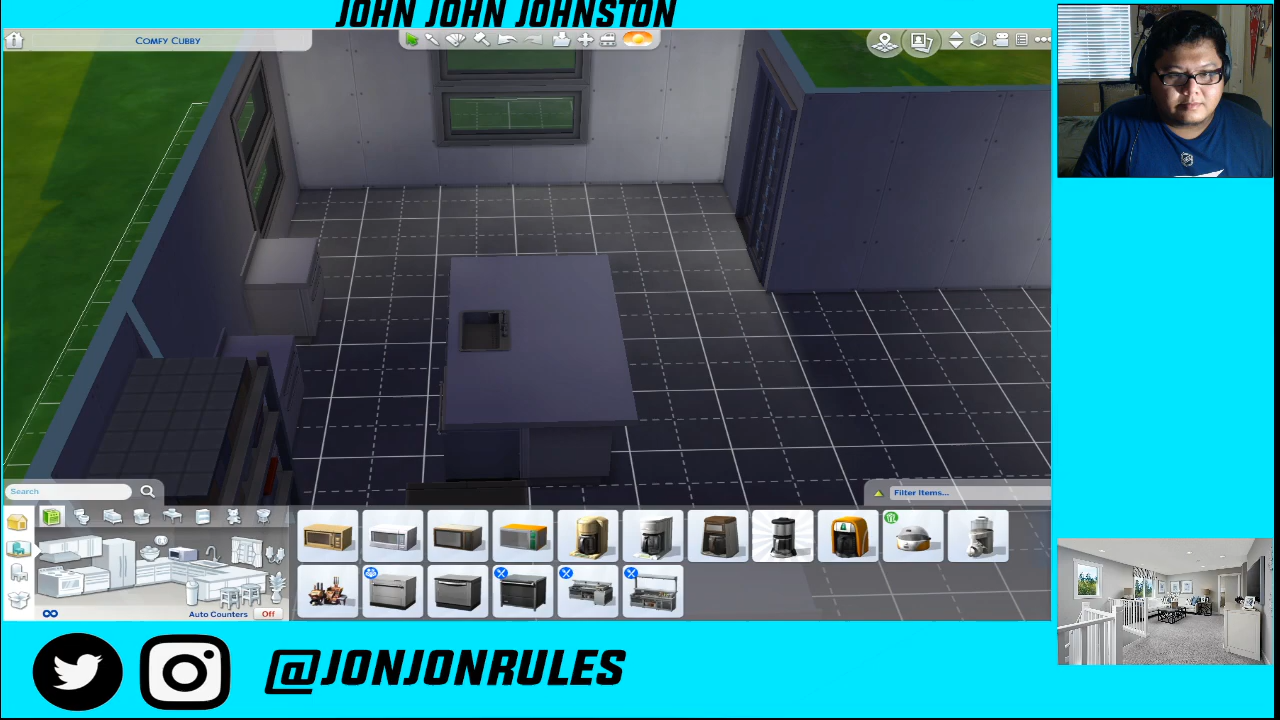 JOHN JOHN JOHNSTON
COMFY CUBBY
Search
Filter Items...
Auto Counters Off
@JONJONRULES